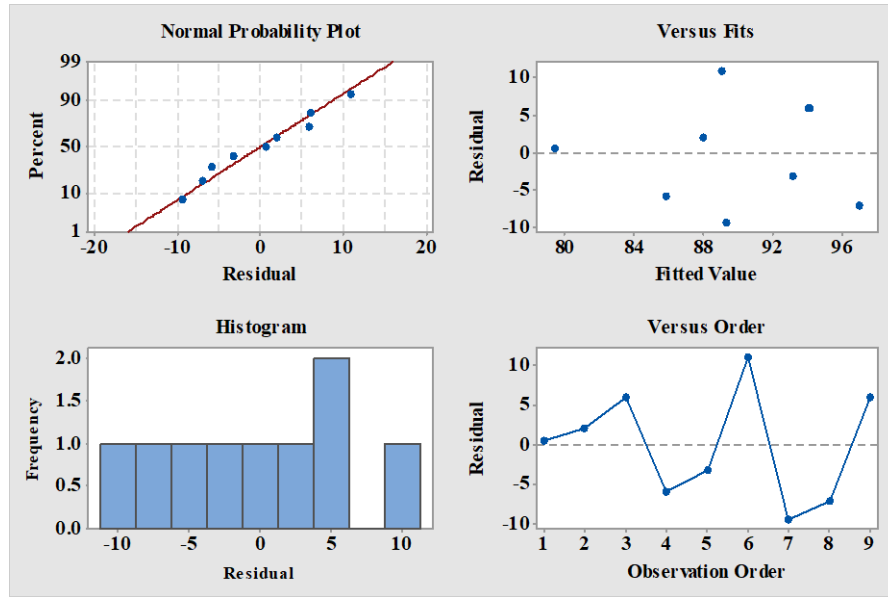 Normal Probability Plot
99
90
50
10
1
Percent
-20 -10 0 10 20
Residual
Versus Fits
10
5
0
-5
-10
Residual
80 84 88 92 96
Fitted Value
Histogram
2.0
1.5
1.0
0.5
0.0
Frequency
-10 -5 0 5 10
Residual
Versus Order
10
5
0
-5
-10
Residual
1 2 3 4 5 6 7 8 9
Observation Order